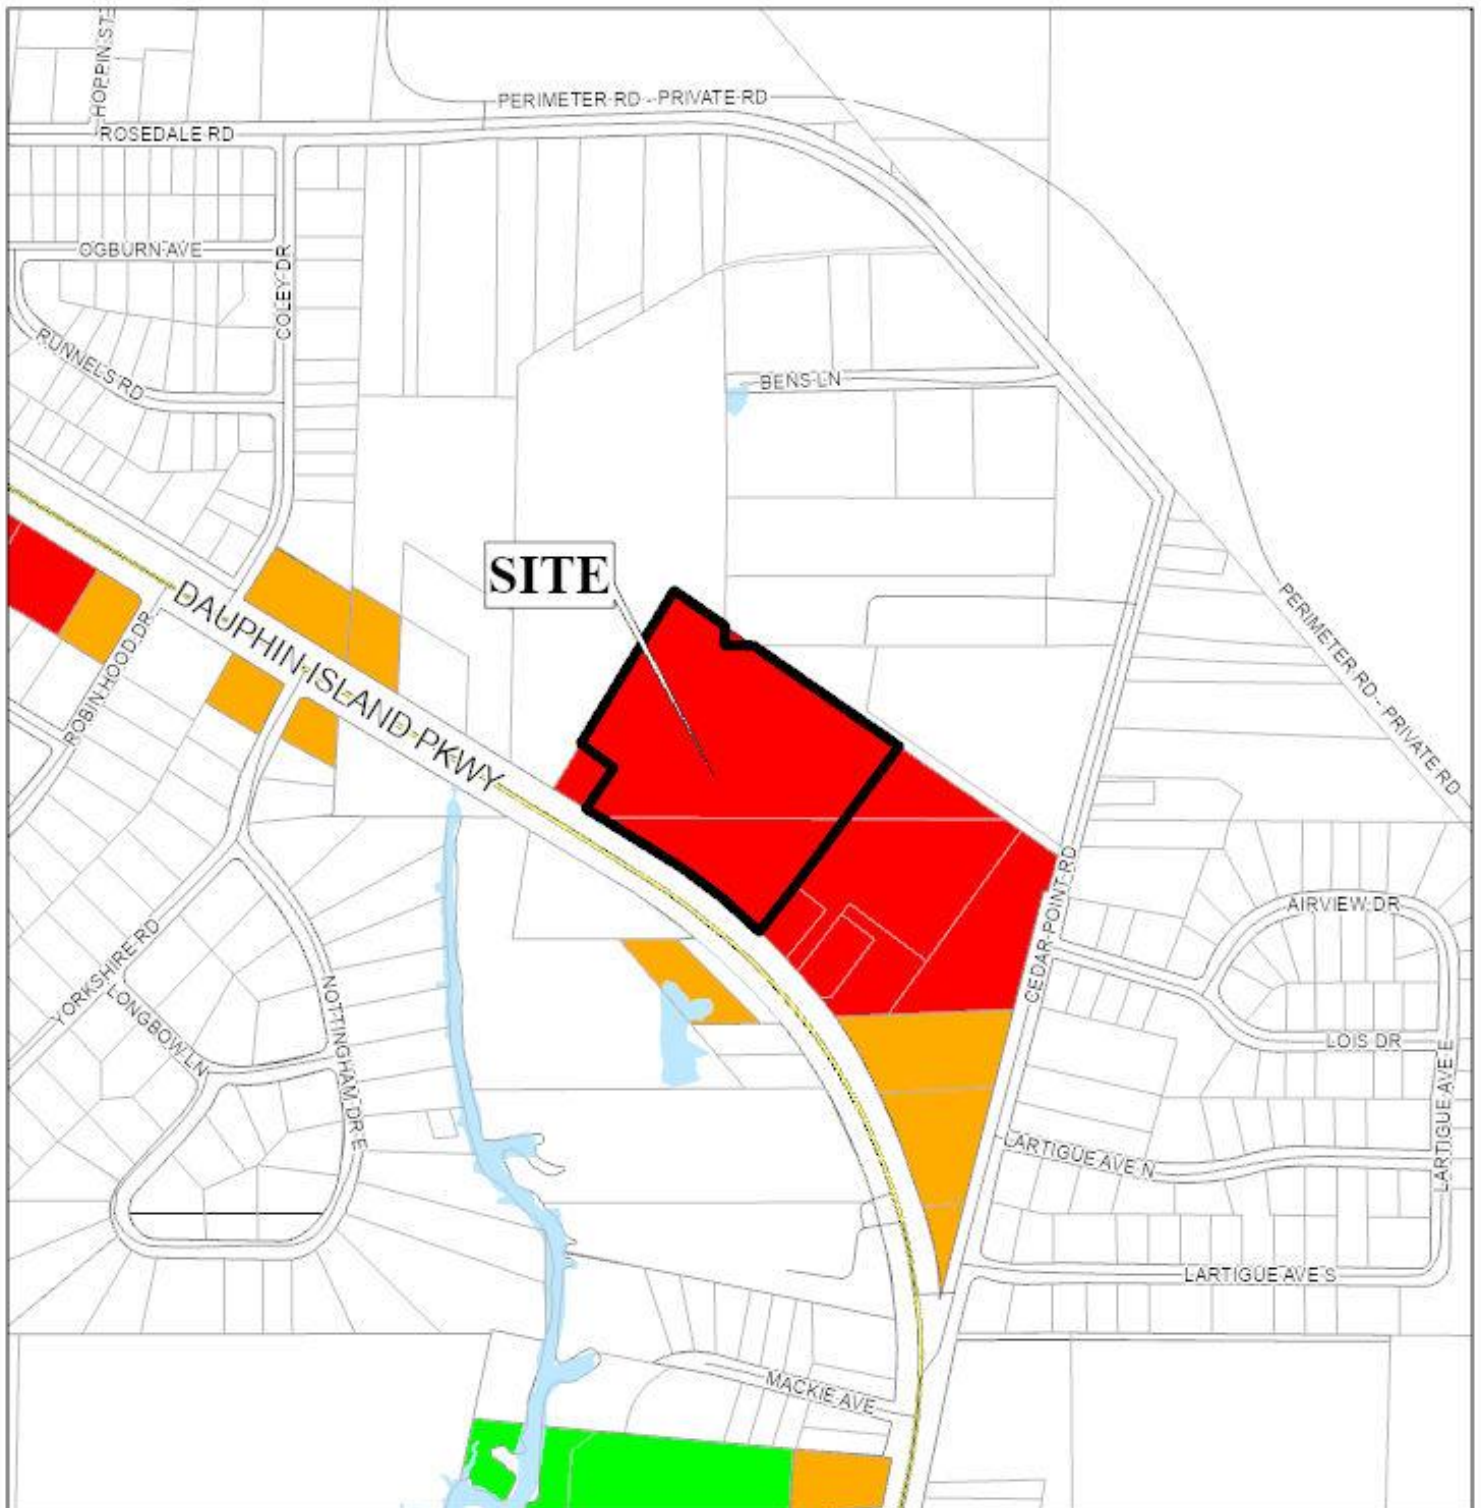 HOPPIN ST
PERIMETER RD - PRIVATE RD
ROSEDALE RD
OGBURN AVE
COLEY DR
RUNNELS RD
BENS LN
SITE
DAUPHIN ISLAND PKWY
ROBIN HOOD DR
PERIMETER RD - PRIVATE RD
CEDAR POINT RD
AIRVIEW DR
YORKSHIRE RD
LONGBOW LN
NOTTINGHAM DR E
LOIS DR
LARTIGUE AVE E
LARTIGUE AVE N
LARTIGUE AVE S
MACKIE AVE